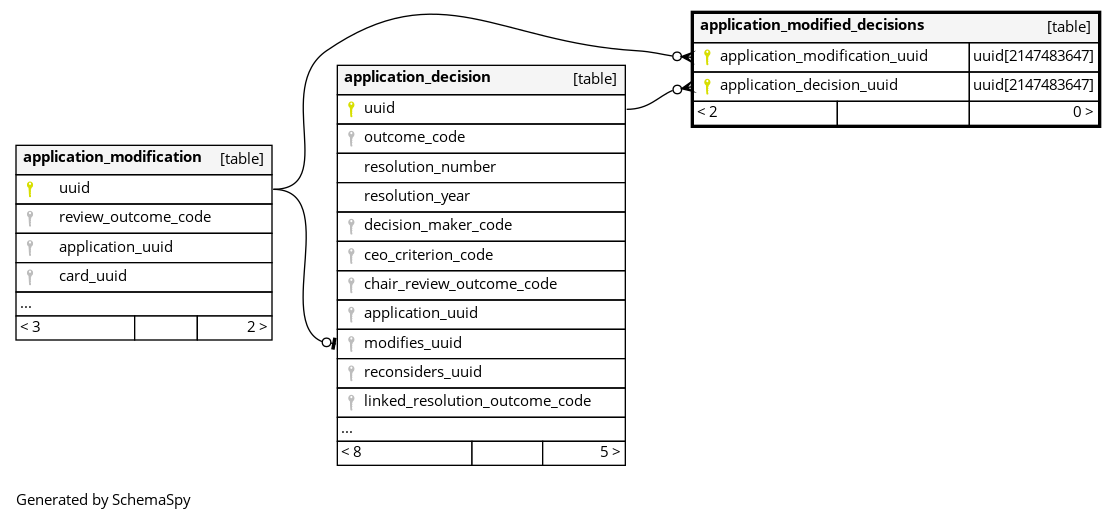 application_modified_decisions [table]
application_modification_uuid uuid[2147483647]
application_decision_uuid uuid[2147483647]
< 2 0 >
application_decision [table]
uuid
outcome_code
resolution_number
resolution_year
decision_maker_code
ceo_criterion_code
chair_review_outcome_code
application_uuid
modifies_uuid
reconsiders_uuid
linked_resolution_outcome_code
...
< 8 5 >
application_modification [table]
uuid
review_outcome_code
application_uuid
card_uuid
...
< 3 2 >
Generated by SchemaSpy